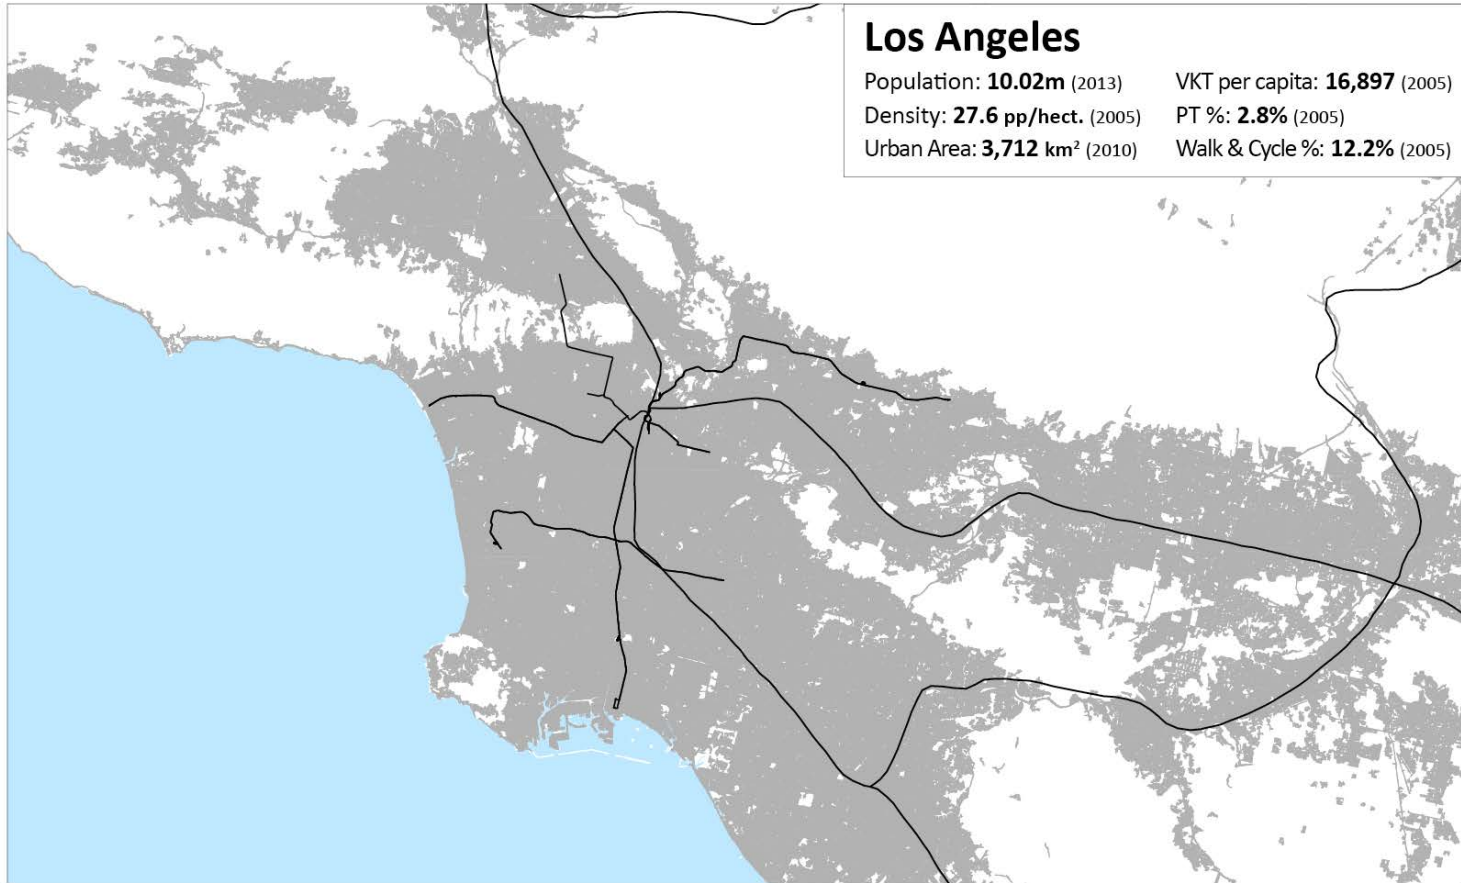 Los Angeles
Population: 10.02m (2013) VKT per capita: 16,897 (2005)
Density: 27.6 pp/hect. (2005) PT %: 2.8% (2005)
Urban Area: 3,712 km² (2010) Walk & Cycle %: 12.2% (2005)